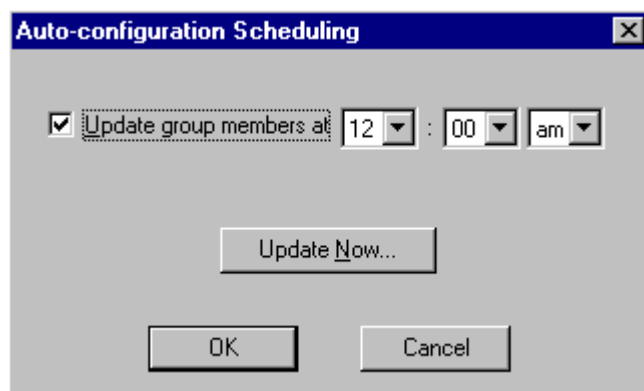 Auto-configuration Scheduling
Update group members at 12 : 00 am
Update Now...
OK Cancel